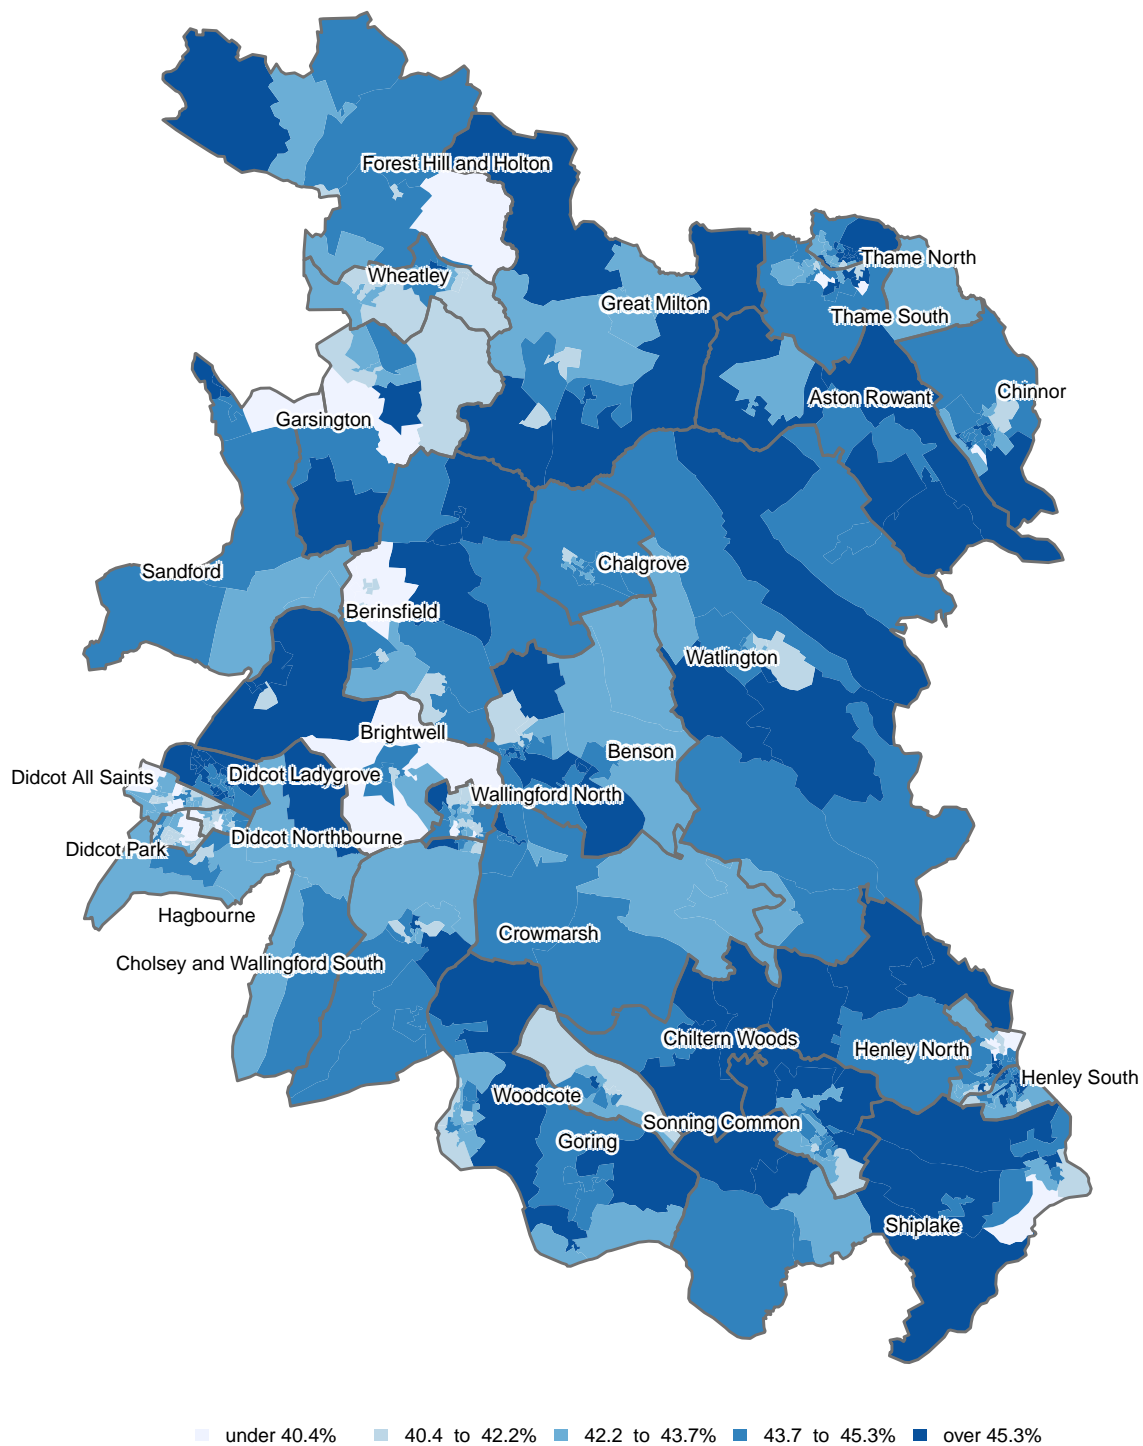 Forest Hill and Holton
Thame North
Wheatley
Great Milton
Thame South
Chinnor
Aston Rowant
Garsington
Chalgrove
Sandford
Berinsfield
Watlington
Brightwell
Benson
Didcot All Saints
Didcot Ladygrove
Wallingford North
Didcot Northbourne
Didcot Park
Hagbourne
Crowmarsh
Cholsey and Wallingford South
Chiltern Woods
Henley North
Henley South
Woodcote
Sonning Common
Goring
Shiplake
under 40.4% 40.4 to 42.2% 42.2 to 43.7% 43.7 to 45.3% over 45.3%